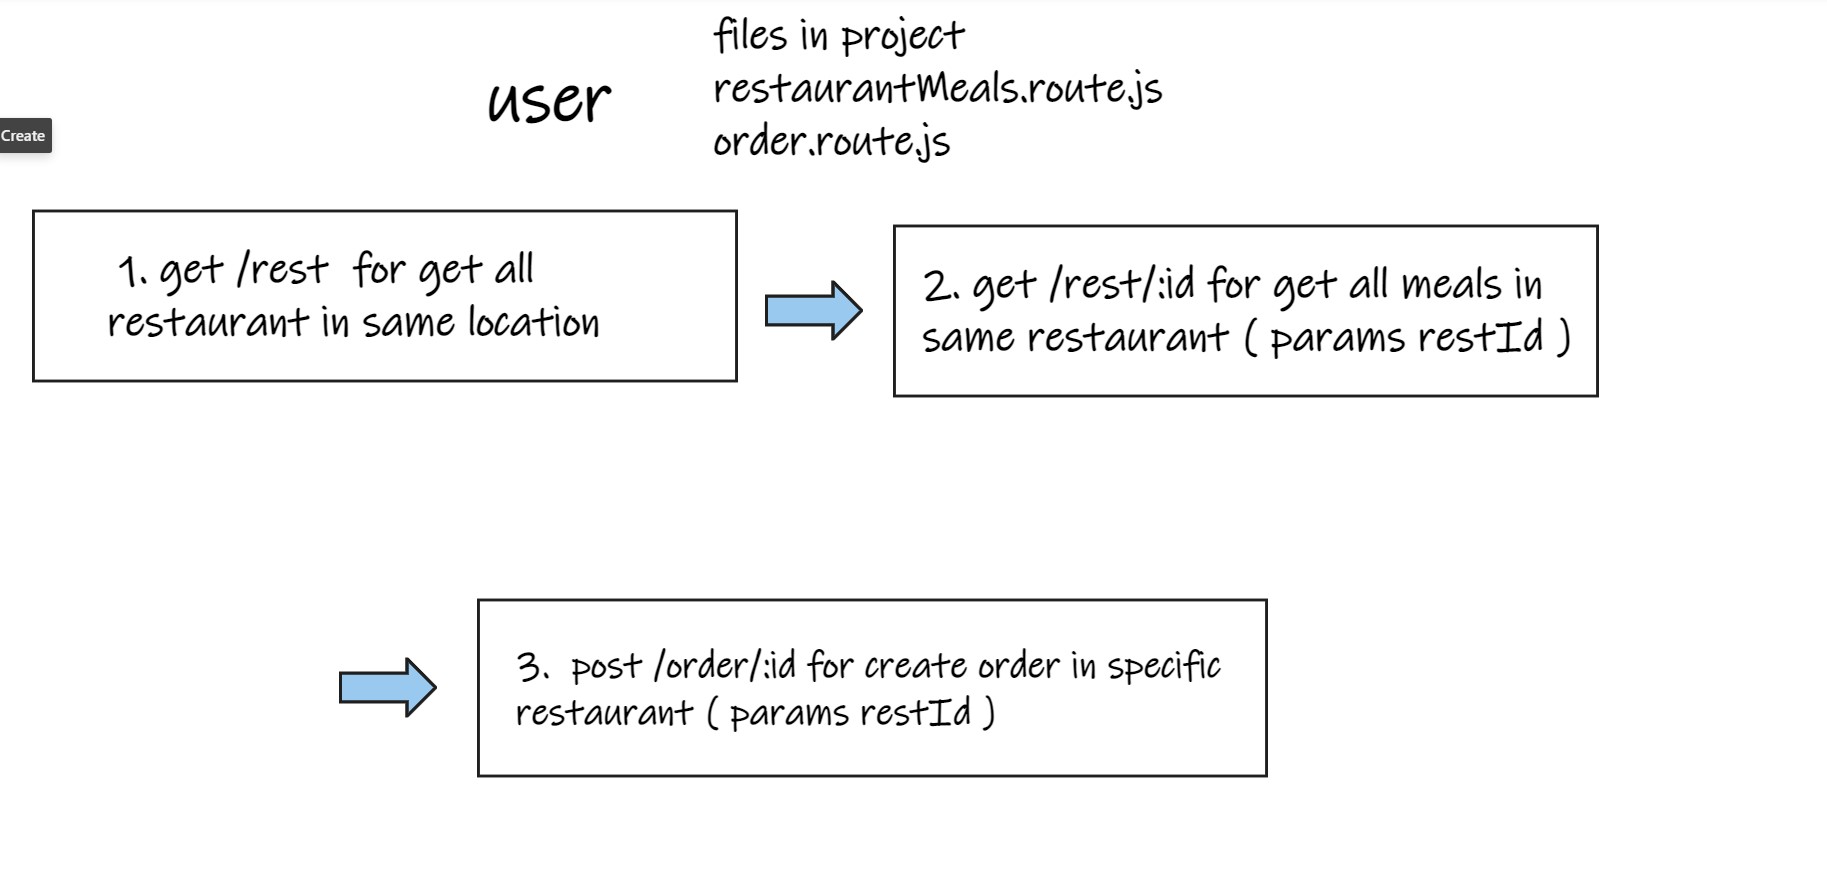 files in project
user
restaurantMeals.route.js
order.route.js
Create
1. get /rest for get all
restaurant in same location
2. get /rest/:id for get all meals in
same restaurant ( params restId )
3. post /order/:id for create order in specific
restaurant ( params restId )